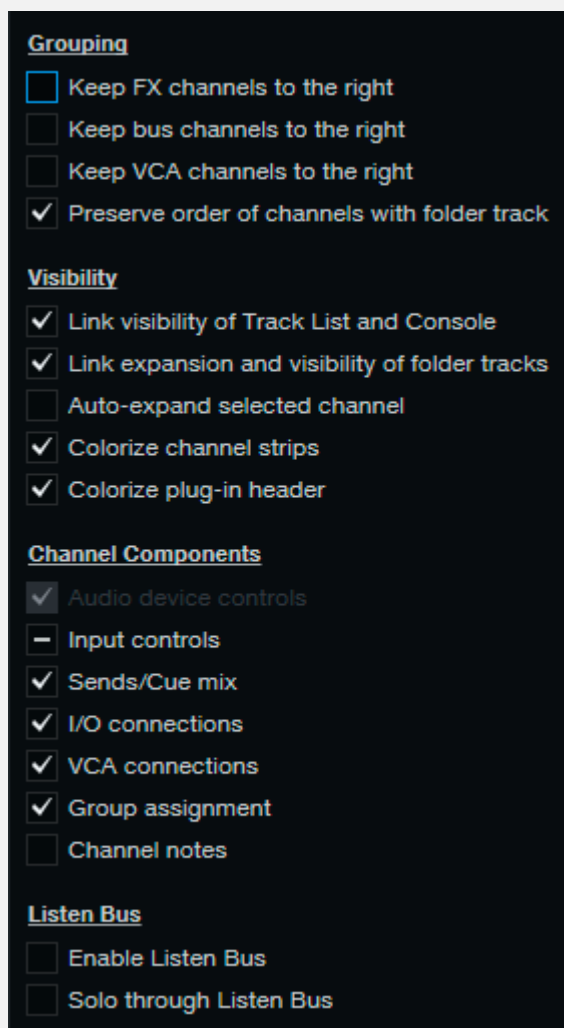 Grouping
Keep FX channels to the right
Keep bus channels to the right
Keep VCA channels to the right
Preserve order of channels with folder track
Visibility
Link visibility of Track List and Console
Link expansion and visibility of folder tracks
Auto-expand selected channel
Colorize channel strips
Colorize plug-in header
Channel Components
Audio device controls
Input controls
Sends/Cue mix
I/O connections
VCA connections
Group assignment
Channel notes
Listen Bus
Enable Listen Bus
Solo through Listen Bus